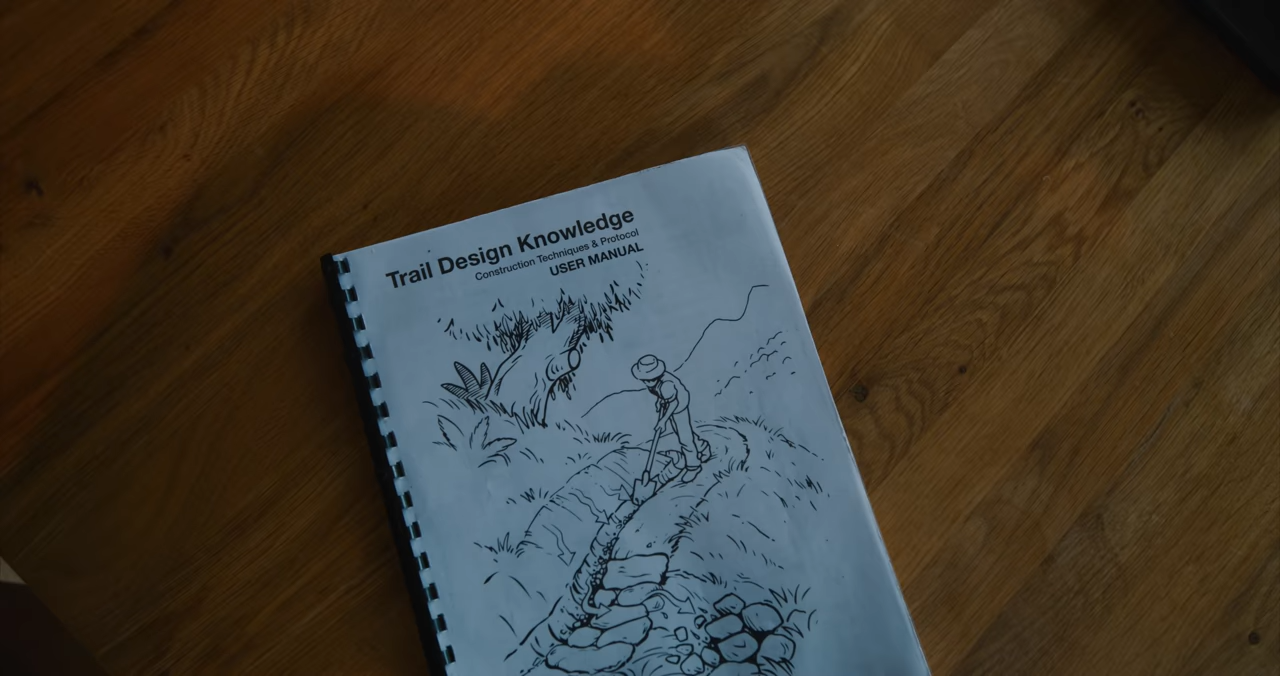 Trail Design Knowledge
Construction Techniques & Protocol
USER MANUAL